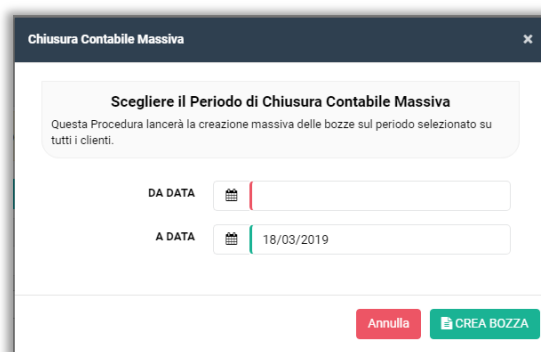 Chiusura Contabile Massiva ×
Scegliere il Periodo di Chiusura Contabile Massiva
Questa Procedura lancerà la creazione massiva delle bozze sul periodo selezionato su
tutti i clienti.
DA DATA
A DATA 18/03/2019
Annulla CREA BOZZA